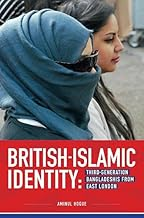 BRITISH-ISLAMIC
IDENTITY:
THIRD-GENERATION
BANGLADESHIS FROM
EAST LONDON
AMINUL HOQUE